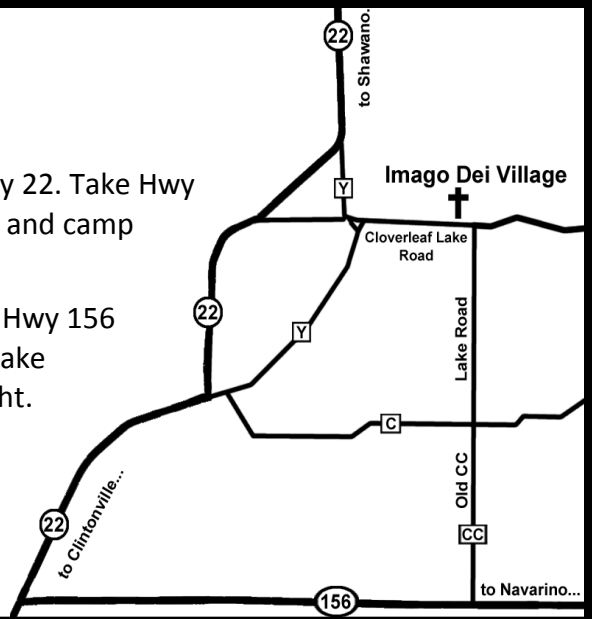 22
to Shawano.
y 22. Take Hwy
and camp
Hwy 156
ake
ht.
Y
Imago Dei Village
Cloverleaf Lake
Road
22
Y
Lake Road
C
Old CC
22
to Clintonville...
CC
to Navarino...
156